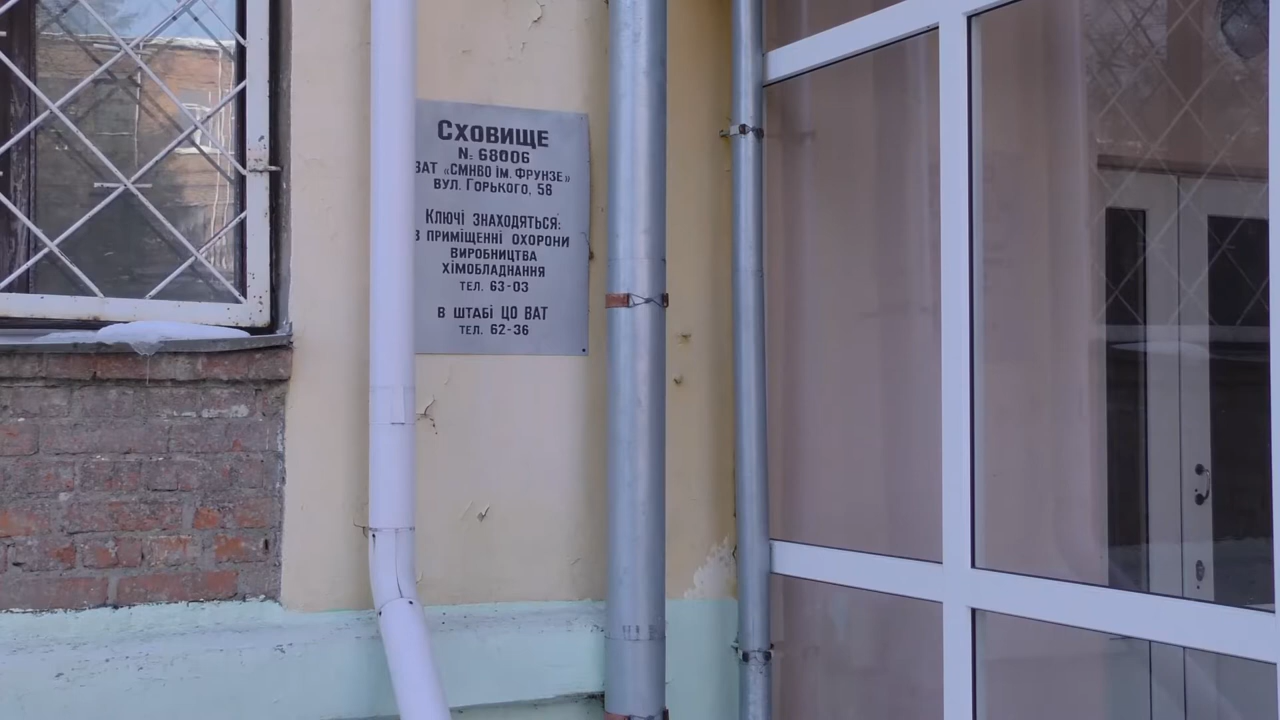 Сховище
№ 68006
ВАТ «СМНВО ім. ФРУНЗЕ»
вул. Горького, 58
Ключі знаходяться:
в приміщенні охорони
виробництва
хімобладнання
тел. 63-03
в штабі ЦО ВАТ
тел. 62-36